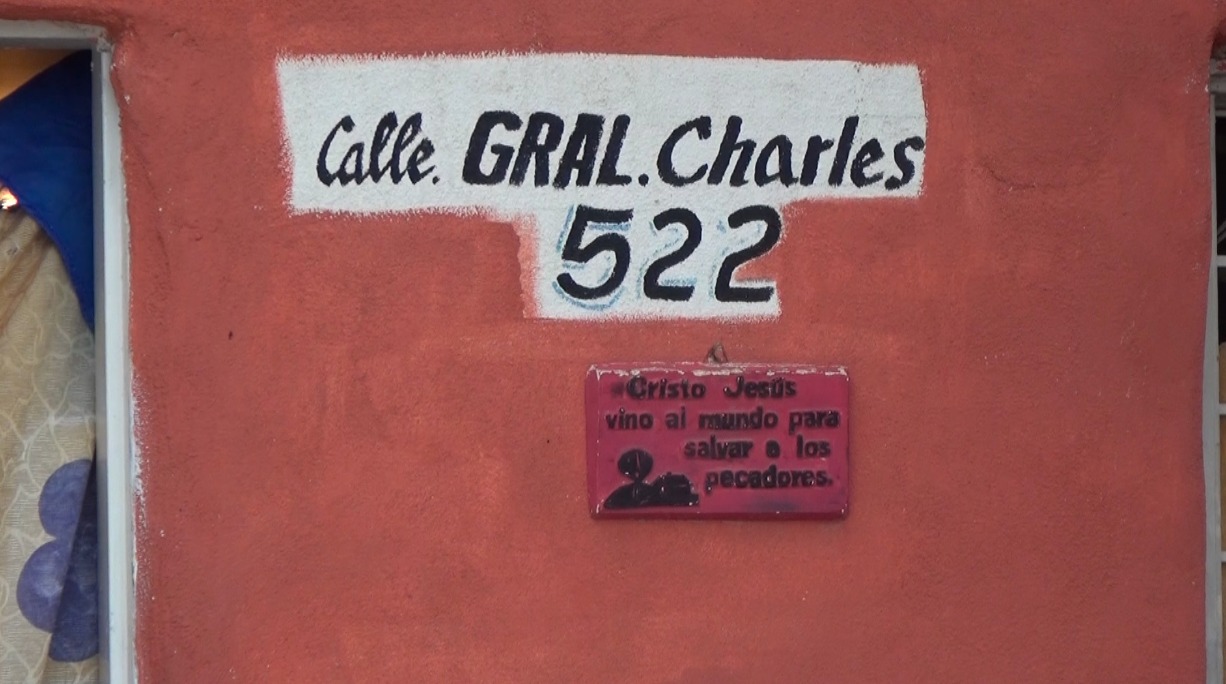 Calle. GRAL. Charles
522
Cristo Jesús
vino al mundo para
salvar a los
pecadores.